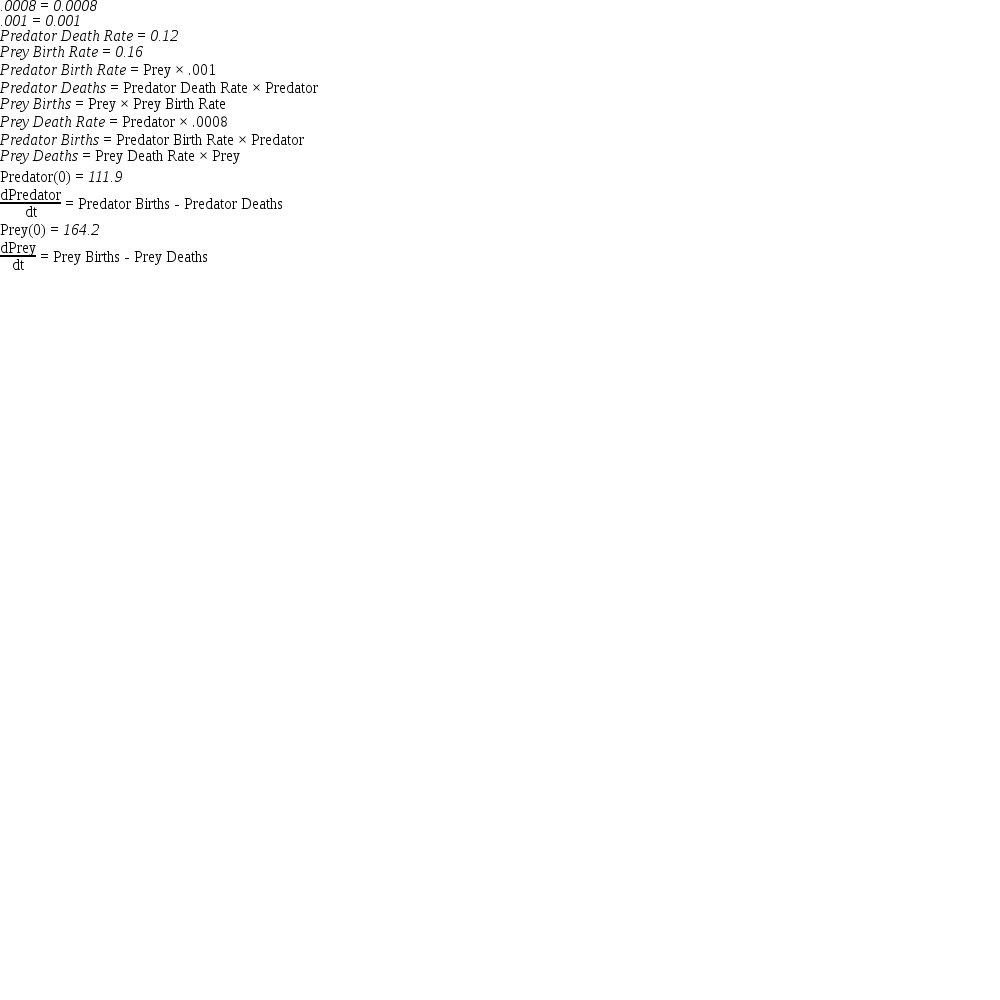 .0008 = 0.0008
.001 = 0.001
Predator Death Rate = 0.12
Prey Birth Rate = 0.16
Predator Birth Rate = Prey × .001
Predator Deaths = Predator Death Rate × Predator
Prey Births = Prey × Prey Birth Rate
Prey Death Rate = Predator × .0008
Predator Births = Predator Birth Rate × Predator
Prey Deaths = Prey Death Rate × Prey
Predator(0) = 111.9
dPredator
dt
= Predator Births - Predator Deaths
Prey(0) = 164.2
dPrey
dt
= Prey Births - Prey Deaths